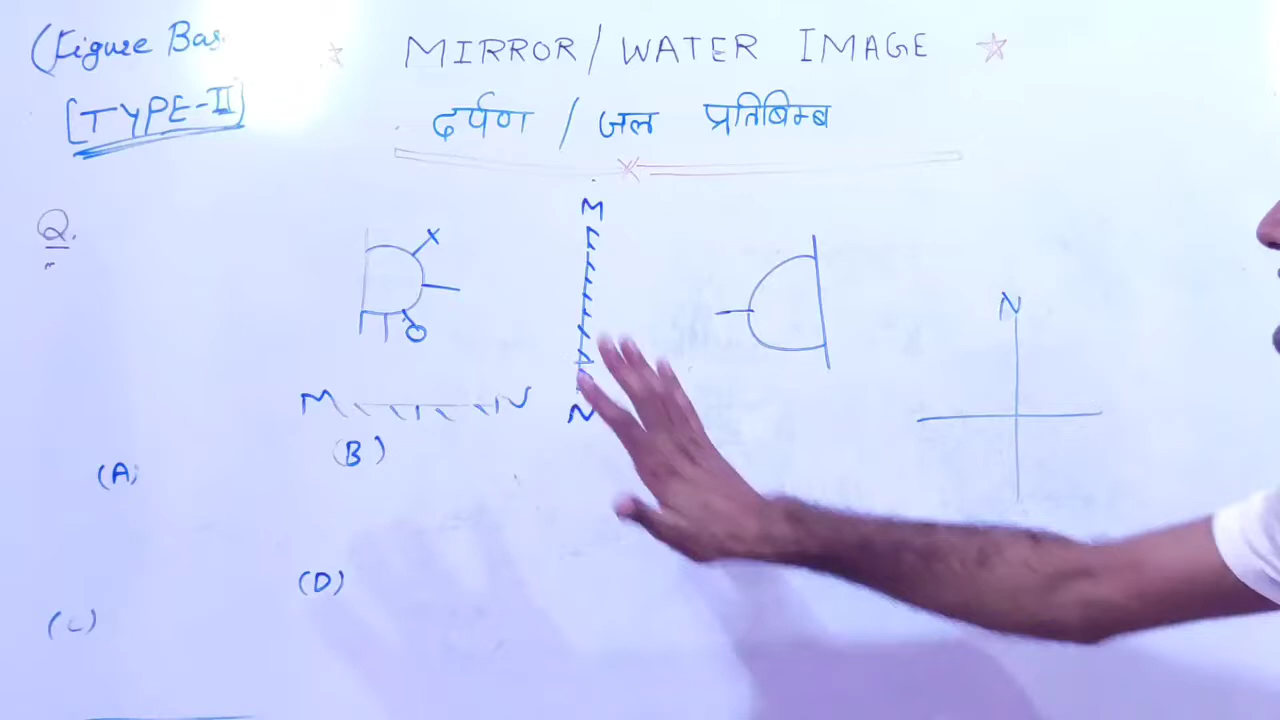 (Figure Bas
MIRROR/WATER IMAGE
[TYPE-II]
दर्पण / जल प्रतिबिम्ब
Q.
M
N
M N
N
(A)
(B)
(C)
(D)